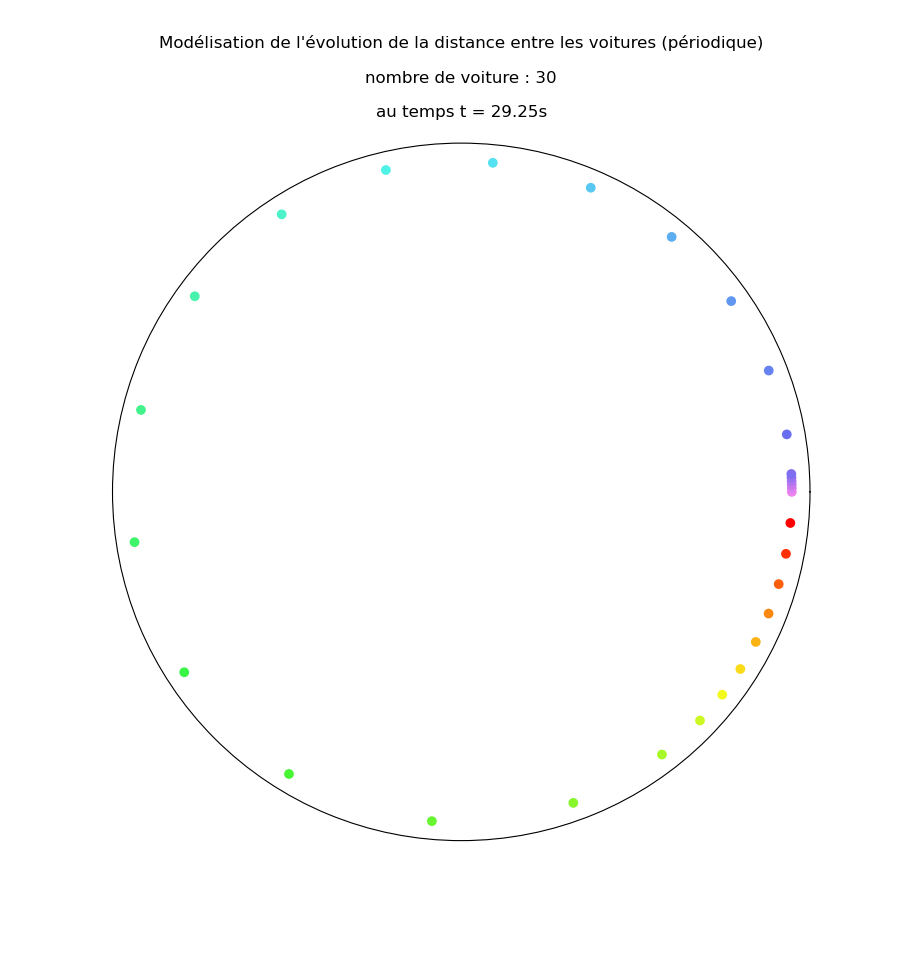 Modélisation de l'évolution de la distance entre les voitures (périodique)
nombre de voiture : 30
au temps t = 29.25s